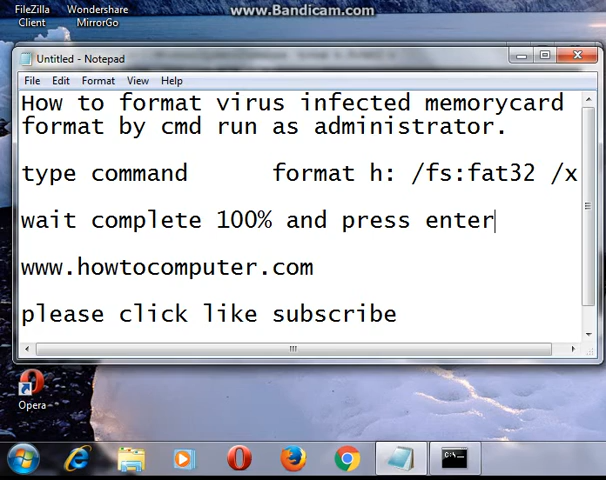 FileZilla Wondershare
Client MirrorGo
www.Bandicam.com
Untitled - Notepad
File Edit Format View Help
How to format virus infected memorycard
format by cmd run as administrator.
type command format h: /fs:fat32 /x
wait complete 100% and press enter
www.howtocomputer.com
please click like subscribe
Opera
C:\.